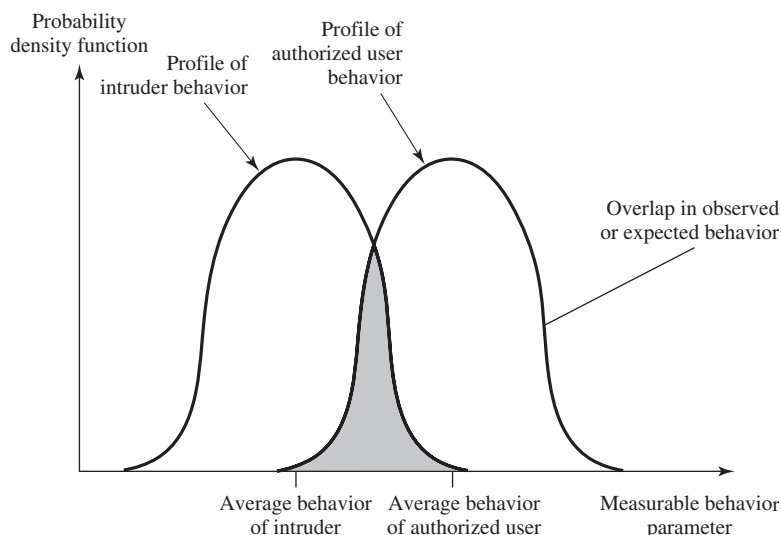 Probability
density function
Profile of
intruder behavior
Profile of
authorized user
behavior
Overlap in observed
or expected behavior
Average behavior
of intruder
Average behavior
of authorized user
Measurable behavior
parameter